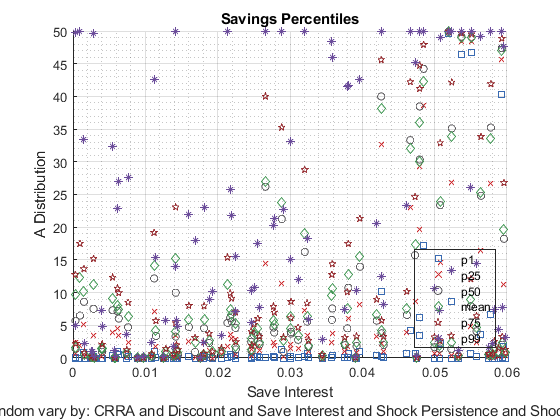 Savings Percentiles
A Distribution
50
45
40
35
30
25
20
15
10
5
0
p1
p25
p50
mean
p75
p99
0 0.01 0.02 0.03 0.04 0.05 0.06
Save Interest
ndom vary by: CRRA and Discount and Save Interest and Shock Persistence and Sho